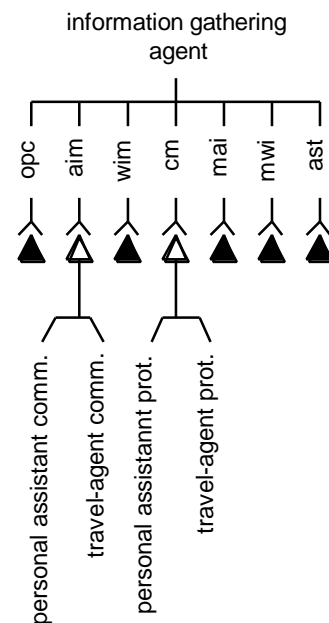 information gathering
agent
opc
aim
wim
cm
mai
mwi
ast
personal assistant comm.
travel-agent comm.
personal assistannt prot.
travel-agent prot.